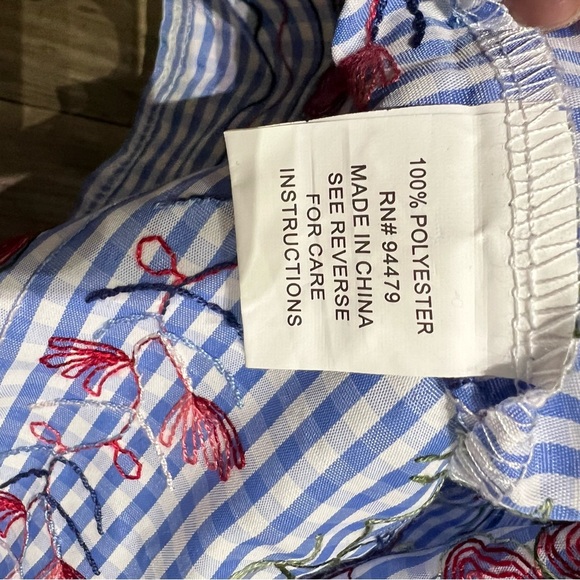 100% POLYESTER
RN# 94479
MADE IN CHINA
SEE REVERSE
FOR CARE
INSTRUCTIONS